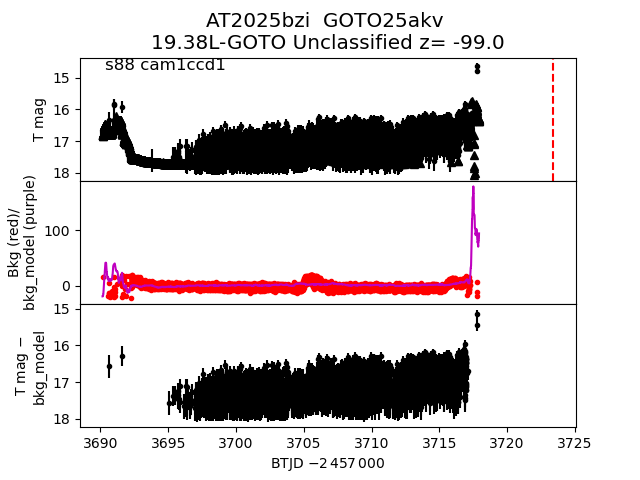 AT2025bzi GOTO25akv
19.38L-GOTO Unclassified z= -99.0
s88 cam1ccd1
T mag
15
16
17
18
Bkg (red)/
bkg_model (purple)
100
0
T mag −
bkg_model
15
16
17
18
3690 3695 3700 3705 3710 3715 3720 3725
BTJD −2 457 000